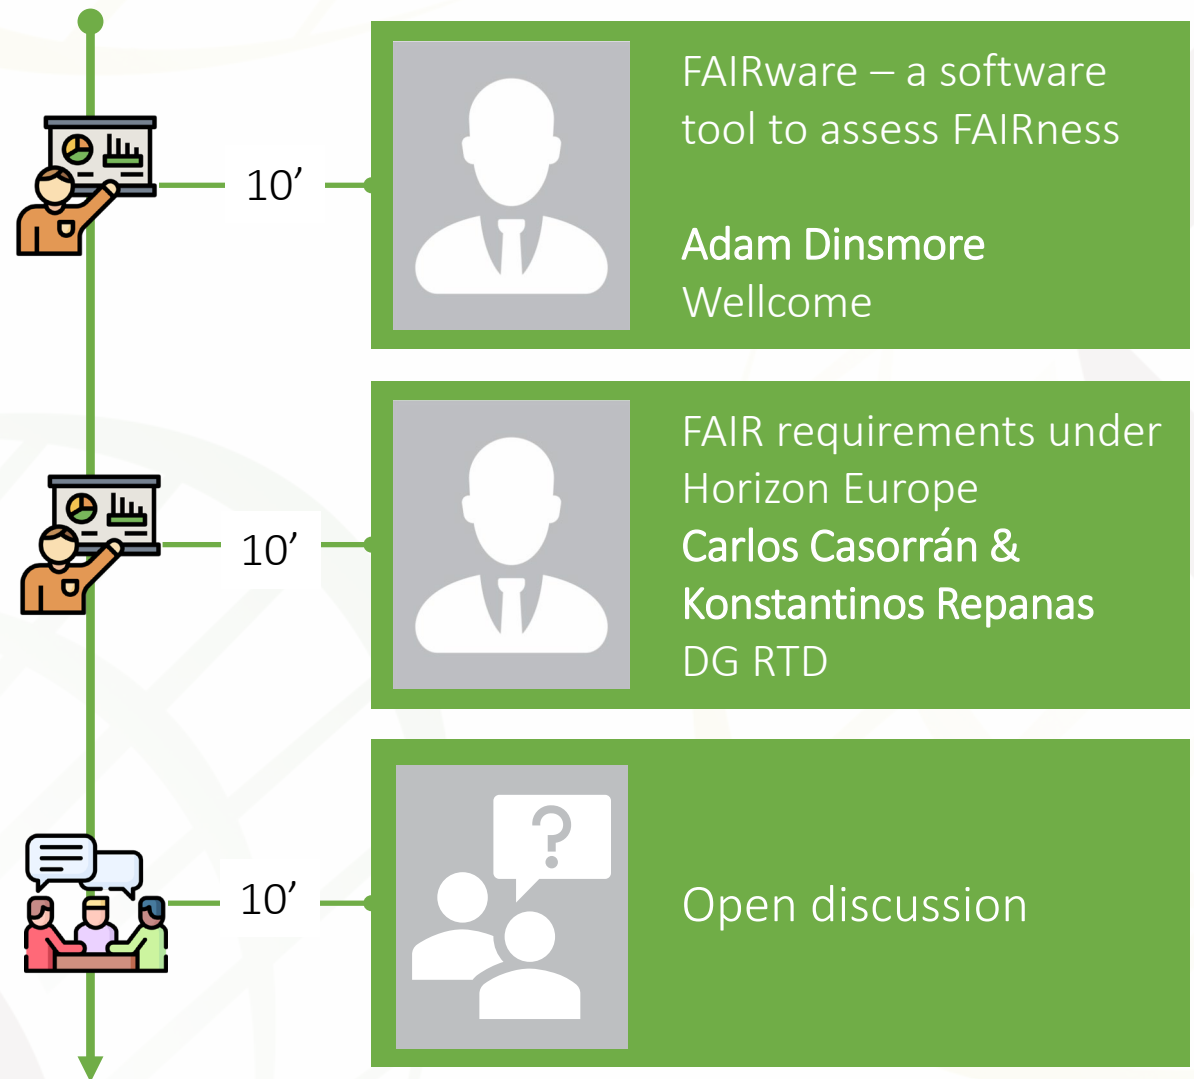 10’
FAIRware – a software
tool to assess FAIRness
Adam Dinsmore
Wellcome
10’
FAIR requirements under
Horizon Europe
Carlos Casorrán &
Konstantinos Repanas
DG RTD
10’
?
Open discussion